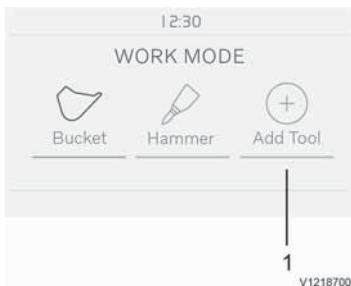 12:30
WORK MODE
Bucket Hammer Add Tool
1
V1218700